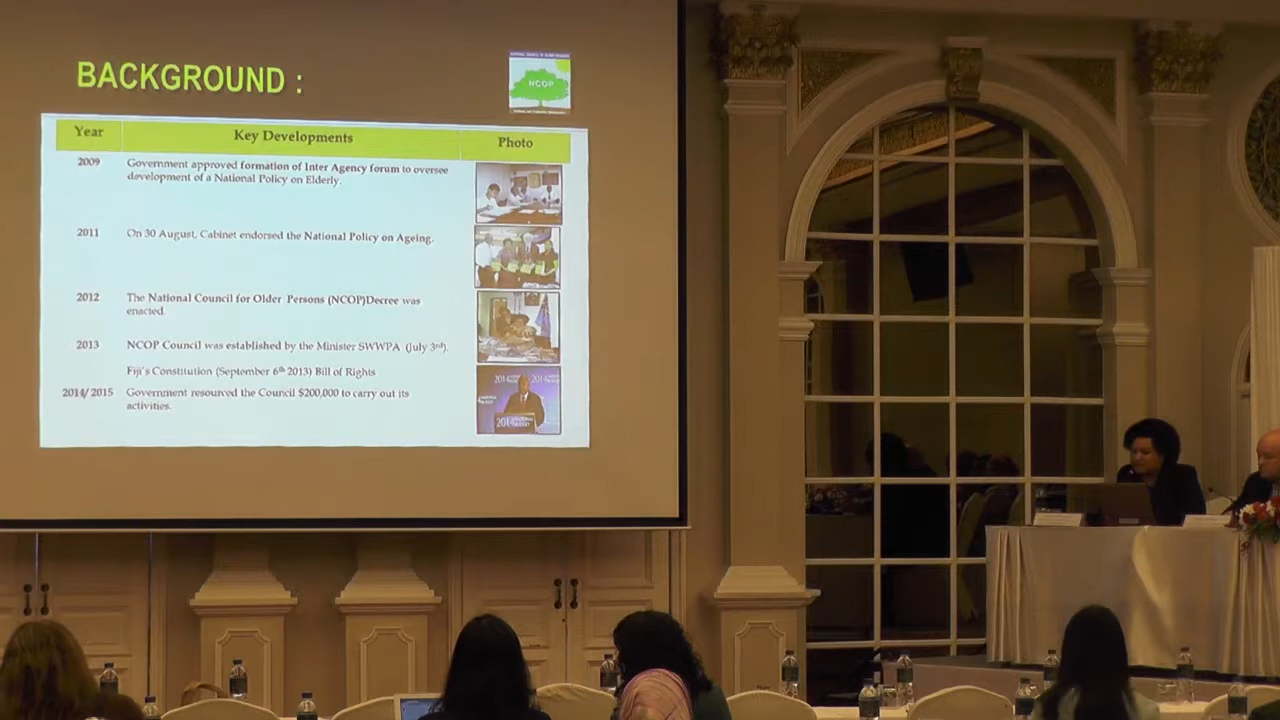 BACKGROUND :
NCOP
Year Key Developments Photo
2009 Government approved formation of Inter Agency forum to oversee
development of a National Policy on Elderly.
2011 On 30 August, Cabinet endorsed the National Policy on Ageing.
2012 The National Council for Older Persons (NCOP)Decree was
enacted.
2013 NCOP Council was established by the Minister SWWPA (July 3rd).
Fiji's Constitution (September 6th 2013) Bill of Rights
2014/2015 Government resourced the Council $200,000 to carry out its
activities.